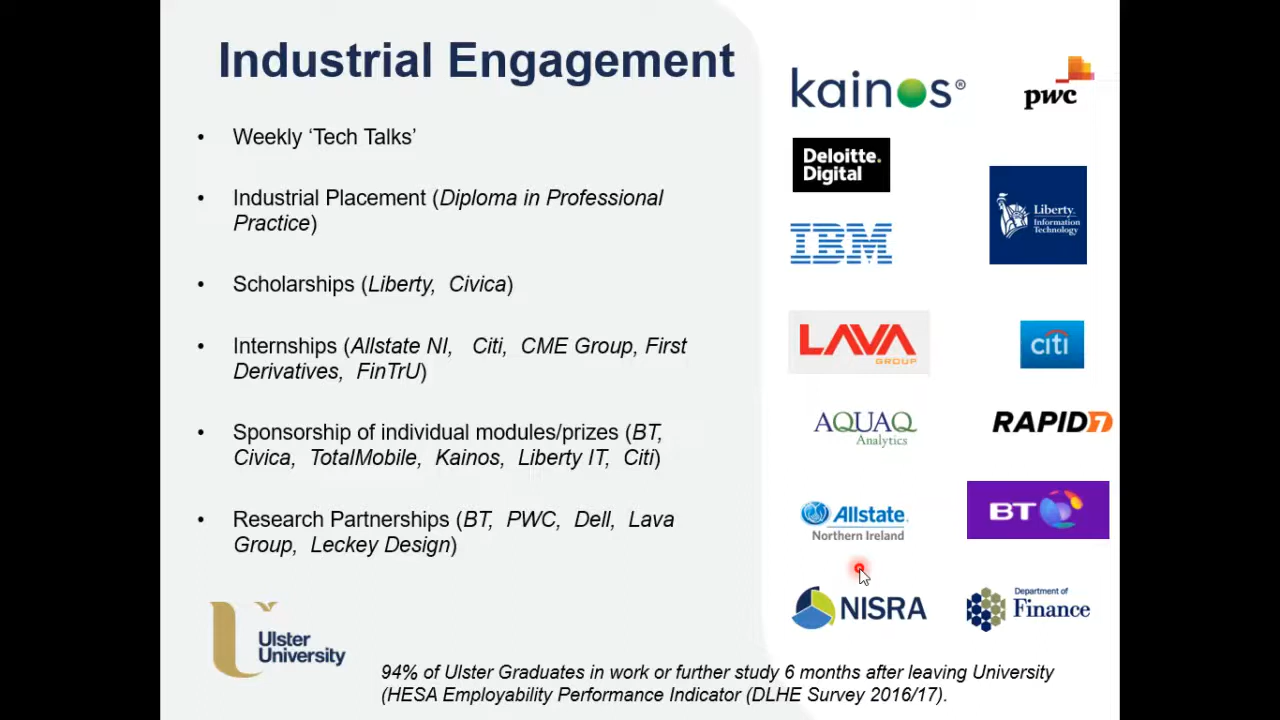 Industrial Engagement
• Weekly ‘Tech Talks’
• Industrial Placement (Diploma in Professional
Practice)
• Scholarships (Liberty, Civica)
• Internships (Allstate NI, Citi, CME Group, First
Derivatives, FinTrU)
• Sponsorship of individual modules/prizes (BT,
Civica, TotalMobile, Kainos, Liberty IT, Citi)
• Research Partnerships (BT, PWC, Dell, Lava
Group, Leckey Design)
kainos®
pwc
Deloitte.
Digital
Liberty
Information
Technology
IBM
LAVA
GROUP
citi
AQUAQ
Analytics
RAPID7
Allstate.
Northern Ireland
BT
NISRA
Department of
Finance
Ulster
University
94% of Ulster Graduates in work or further study 6 months after leaving University
(HESA Employability Performance Indicator (DLHE Survey 2016/17).